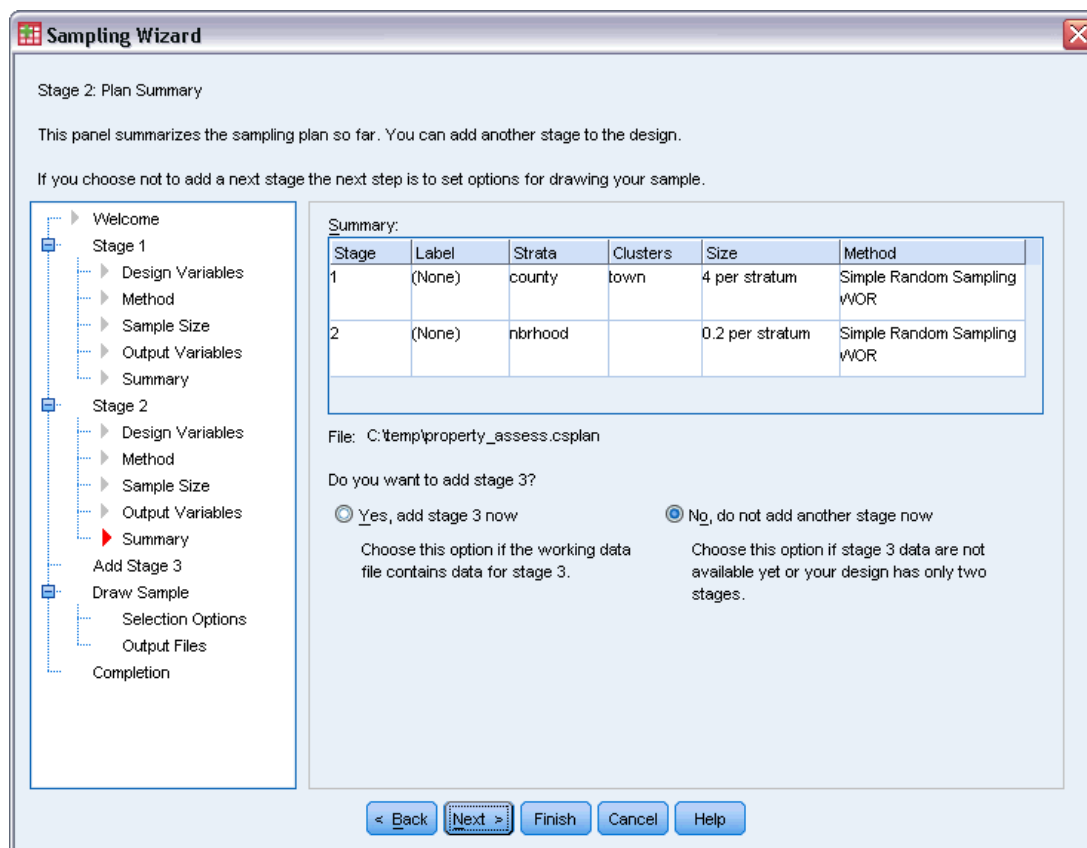 Sampling Wizard
Stage 2: Plan Summary
This panel summarizes the sampling plan so far. You can add another stage to the design.
If you choose not to add a next stage the next step is to set options for drawing your sample.
Welcome
Stage 1
Design Variables
Method
Sample Size
Output Variables
Summary
Stage 2
Design Variables
Method
Sample Size
Output Variables
Summary
Add Stage 3
Draw Sample
Selection Options
Output Files
Completion
Summary:
Stage Label Strata Clusters Size Method
1 (None) county town 4 per stratum Simple Random Sampling
WOR
2 (None) nbrhood 0.2 per stratum Simple Random Sampling
WOR
File: C:\temp\property_assess.csplan
Do you want to add stage 3?
Yes, add stage 3 now
Choose this option if the working data
file contains data for stage 3.
No, do not add another stage now
Choose this option if stage 3 data are not
available yet or your design has only two
stages.
< Back Next > Finish Cancel Help